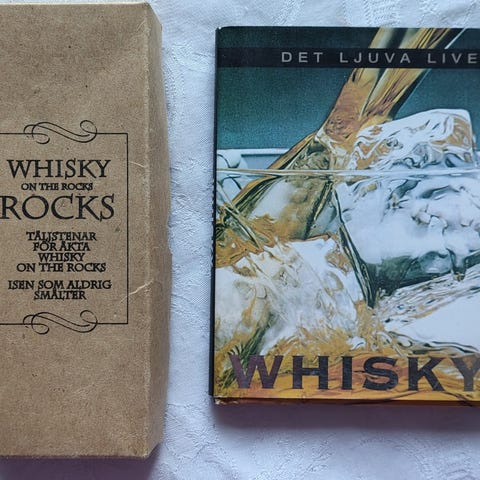 WHISKY
ON THE ROCKS
ROCKS
TÄLJSTENAR
FÖR ÄKTA
WHISKY
ON THE ROCKS
ISEN SOM ALDRIG
SMÄLTER
DET LJUVA LIVE
WHISKY